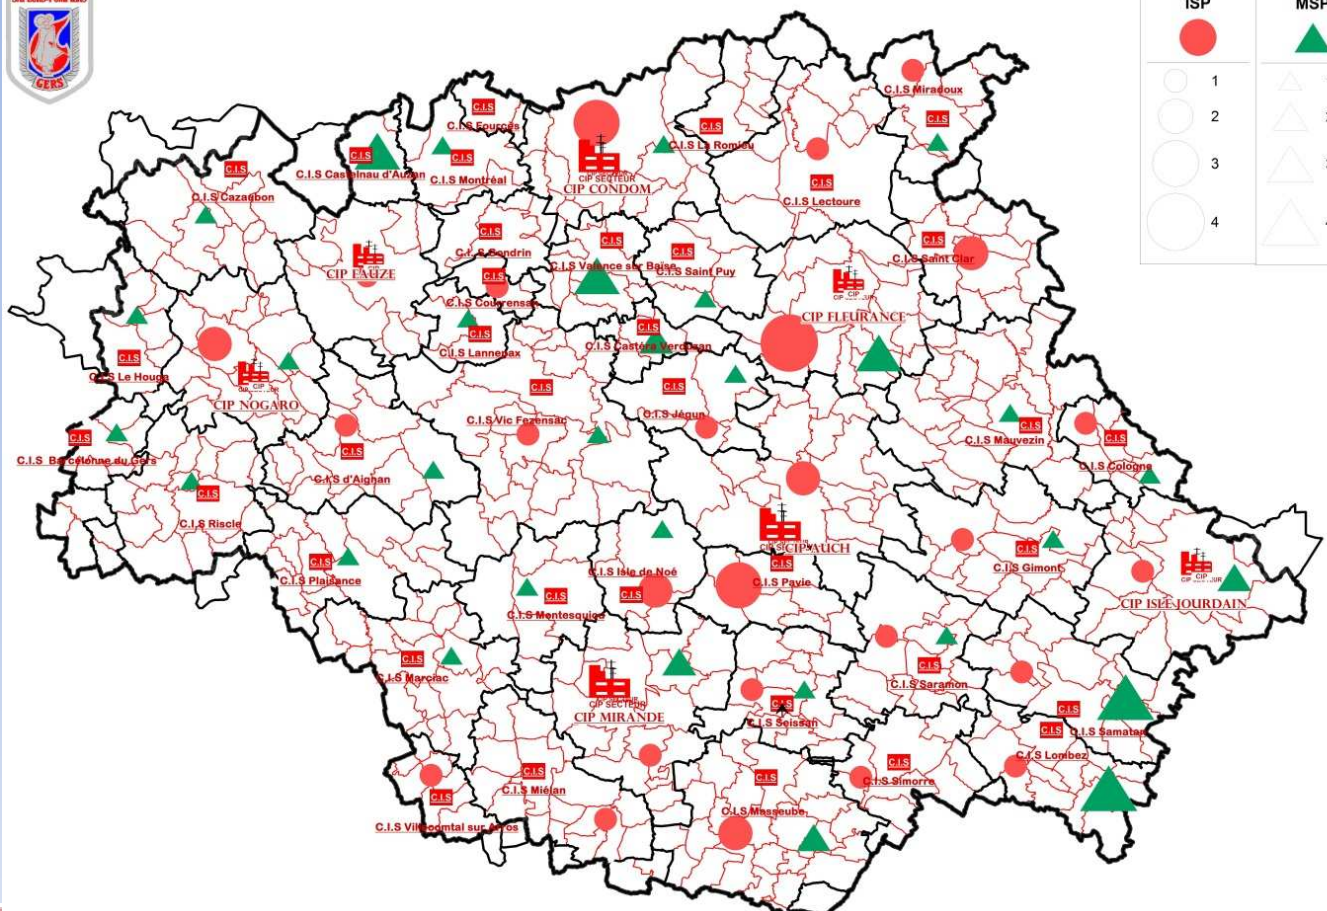 GERS
ISP
MSP
1
2
3
4
C.I.S
C.I.S Miradoux
C.I.S
C.I.S
C.I.S Fourcès
C.I.S
C.I.S La Romieu
C.I.S
C.I.S Castelnau d'Auzan
C.I.S
C.I.S Montréal
CIP SECTEUR
CIP CONDOM
C.I.S
C.I.S Cazaubon
C.I.S
C.I.S Lectoure
C.I.S
C.I.S Gondrin
C.I.S
C.I.S Valence sur Baïse
C.I.S
C.I.S Saint Puy
C.I.S
C.I.S Saint Clar
CIP EAUZE
C.I.S
C.I.S Courrensan
CIP FLEURANCE
C.I.S
C.I.S Lannepax
C.I.S
C.I.S Castéra Verduzan
C.I.S
C.I.S Le Houga
CIP NOGARO
C.I.S
C.I.S Vic Fezensac
C.I.S
C.I.S Jégun
C.I.S
C.I.S Mauvezin
C.I.S
C.I.S Cologne
C.I.S
C.I.S Barcelonne du Gers
C.I.S
C.I.S d'Aignan
C.I.S
C.I.S Riscle
CIP AUCH
C.I.S
C.I.S Pavie
C.I.S
C.I.S Gimont
CIP ISLE JOURDAIN
C.I.S
C.I.S Plaisance
C.I.S Isle de Noé
C.I.S
C.I.S
C.I.S Montesquiou
C.I.S
C.I.S Marciac
CIP SECTEUR
CIP MIRANDE
C.I.S
C.I.S Seissan
C.I.S
C.I.S Saramon
C.I.S
C.I.S Samatan
C.I.S
C.I.S Lombez
C.I.S
C.I.S Simorre
C.I.S
C.I.S Miélan
C.I.S
C.I.S Masseube
C.I.S
C.I.S Villecomtal sur Arros